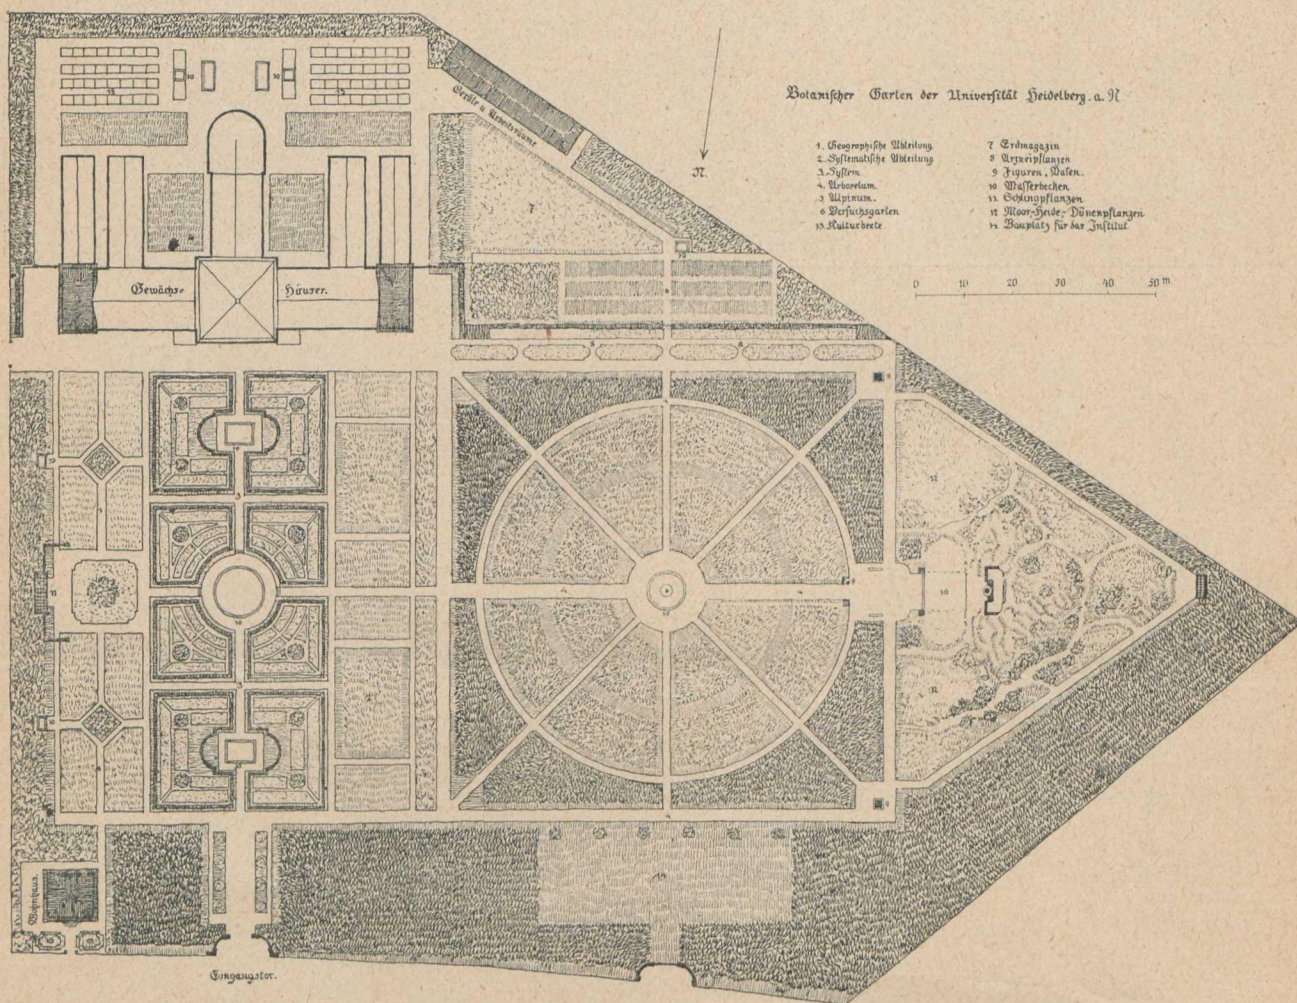 Botanischer Garten der Universität Heidelberg. a. N
1. Geographische Abteilung
2. Systematische Abteilung
3. System
4. Arboretum.
5. Alpinum.
6 Versuchsgarten
13. Kulturbeete
7 Erdmagazin
8 Arzneipflanzen
9 Figuren, Vasen.
10 Wasserbecken
11 Schlingpflanzen
12 Moor-Heide-Dünenpflanzen
14 Bauplatz für das Institut.
0 10 20 30 40 50 m
N.
Geräte u. Arbeitsräume
Gewächs-
Häuser.
Wohnhaus.
Eingangstor.